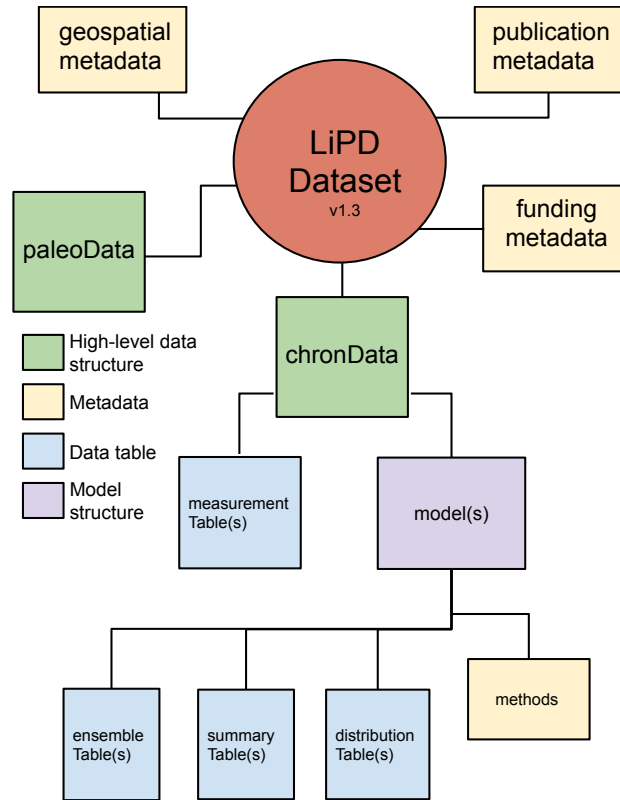 geospatial
metadata
publication
metadata
LiPD
Dataset
v1.3
funding
metadata
paleoData
chronData
High-level data
structure
Metadata
Data table
Model
structure
measurement
Table(s)
model(s)
ensemble
Table(s)
summary
Table(s)
distribution
Table(s)
methods